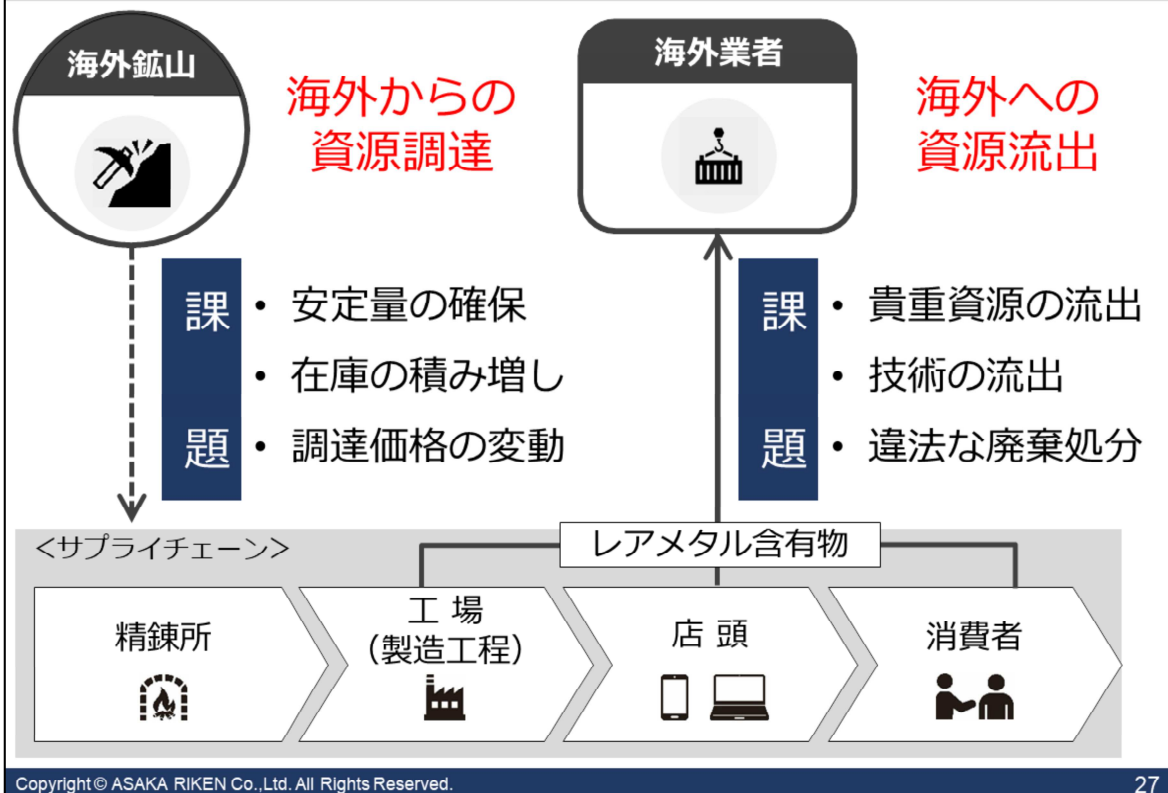 海外鉱山
海外からの
資源調達
海外業者
海外への
資源流出
課題
・ 安定量の確保
・ 在庫の積み増し
・ 調達価格の変動
課題
・ 貴重資源の流出
・ 技術の流出
・ 違法な廃棄処分
<サプライチェーン>
レアメタル含有物
精錬所
工 場
（製造工程）
店 頭
消費者
Copyright © ASAKA RIKEN Co.,Ltd. All Rights Reserved.
27